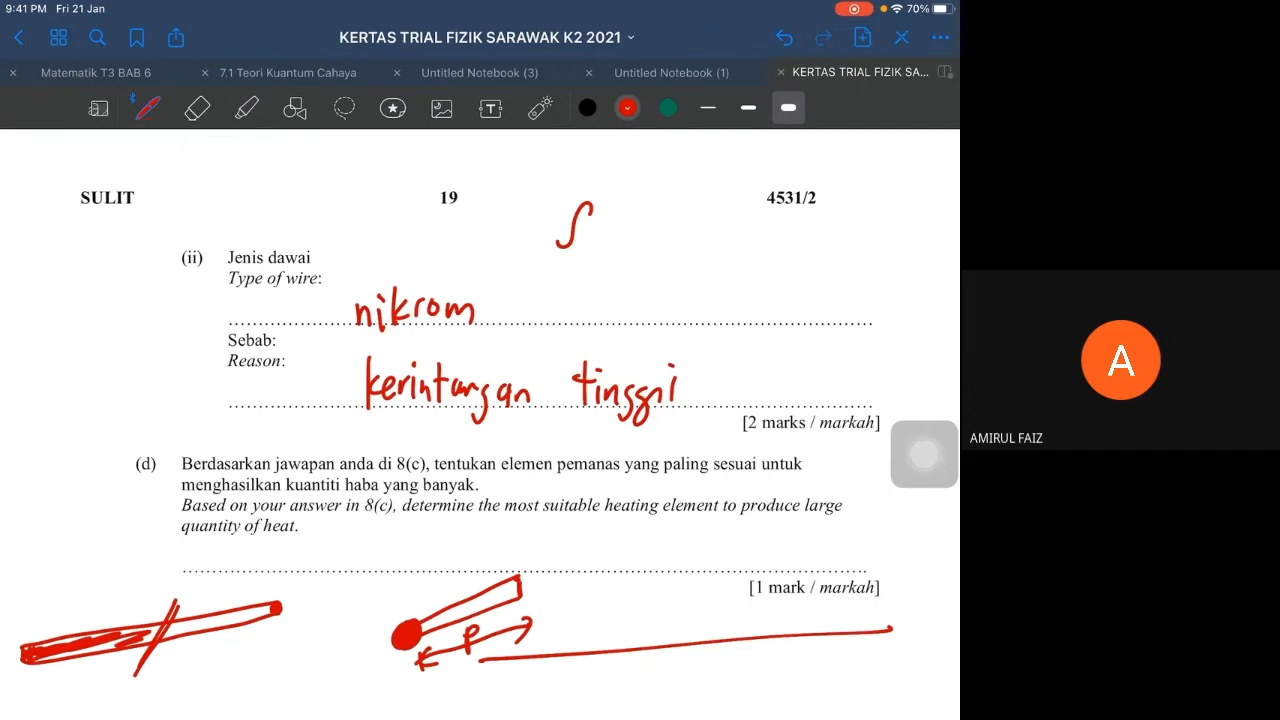 9:41 PM Fri 21 Jan
70%
KERTAS TRIAL FIZIK SARAWAK K2 2021
Matematik T3 BAB 6
7.1 Teori Kuantum Cahaya
Untitled Notebook (3)
Untitled Notebook (1)
KERTAS TRIAL FIZIK SA...
SULIT 19 4531/2
(ii) Jenis dawai
Type of wire:
nikrom
Sebab:
Reason:
kerintangan tinggi
[2 marks / markah]
(d) Berdasarkan jawapan anda di 8(c), tentukan elemen pemanas yang paling sesuai untuk
menghasilkan kuantiti haba yang banyak.
Based on your answer in 8(c), determine the most suitable heating element to produce large
quantity of heat.
[1 mark / markah]
A
AMIRUL FAIZ